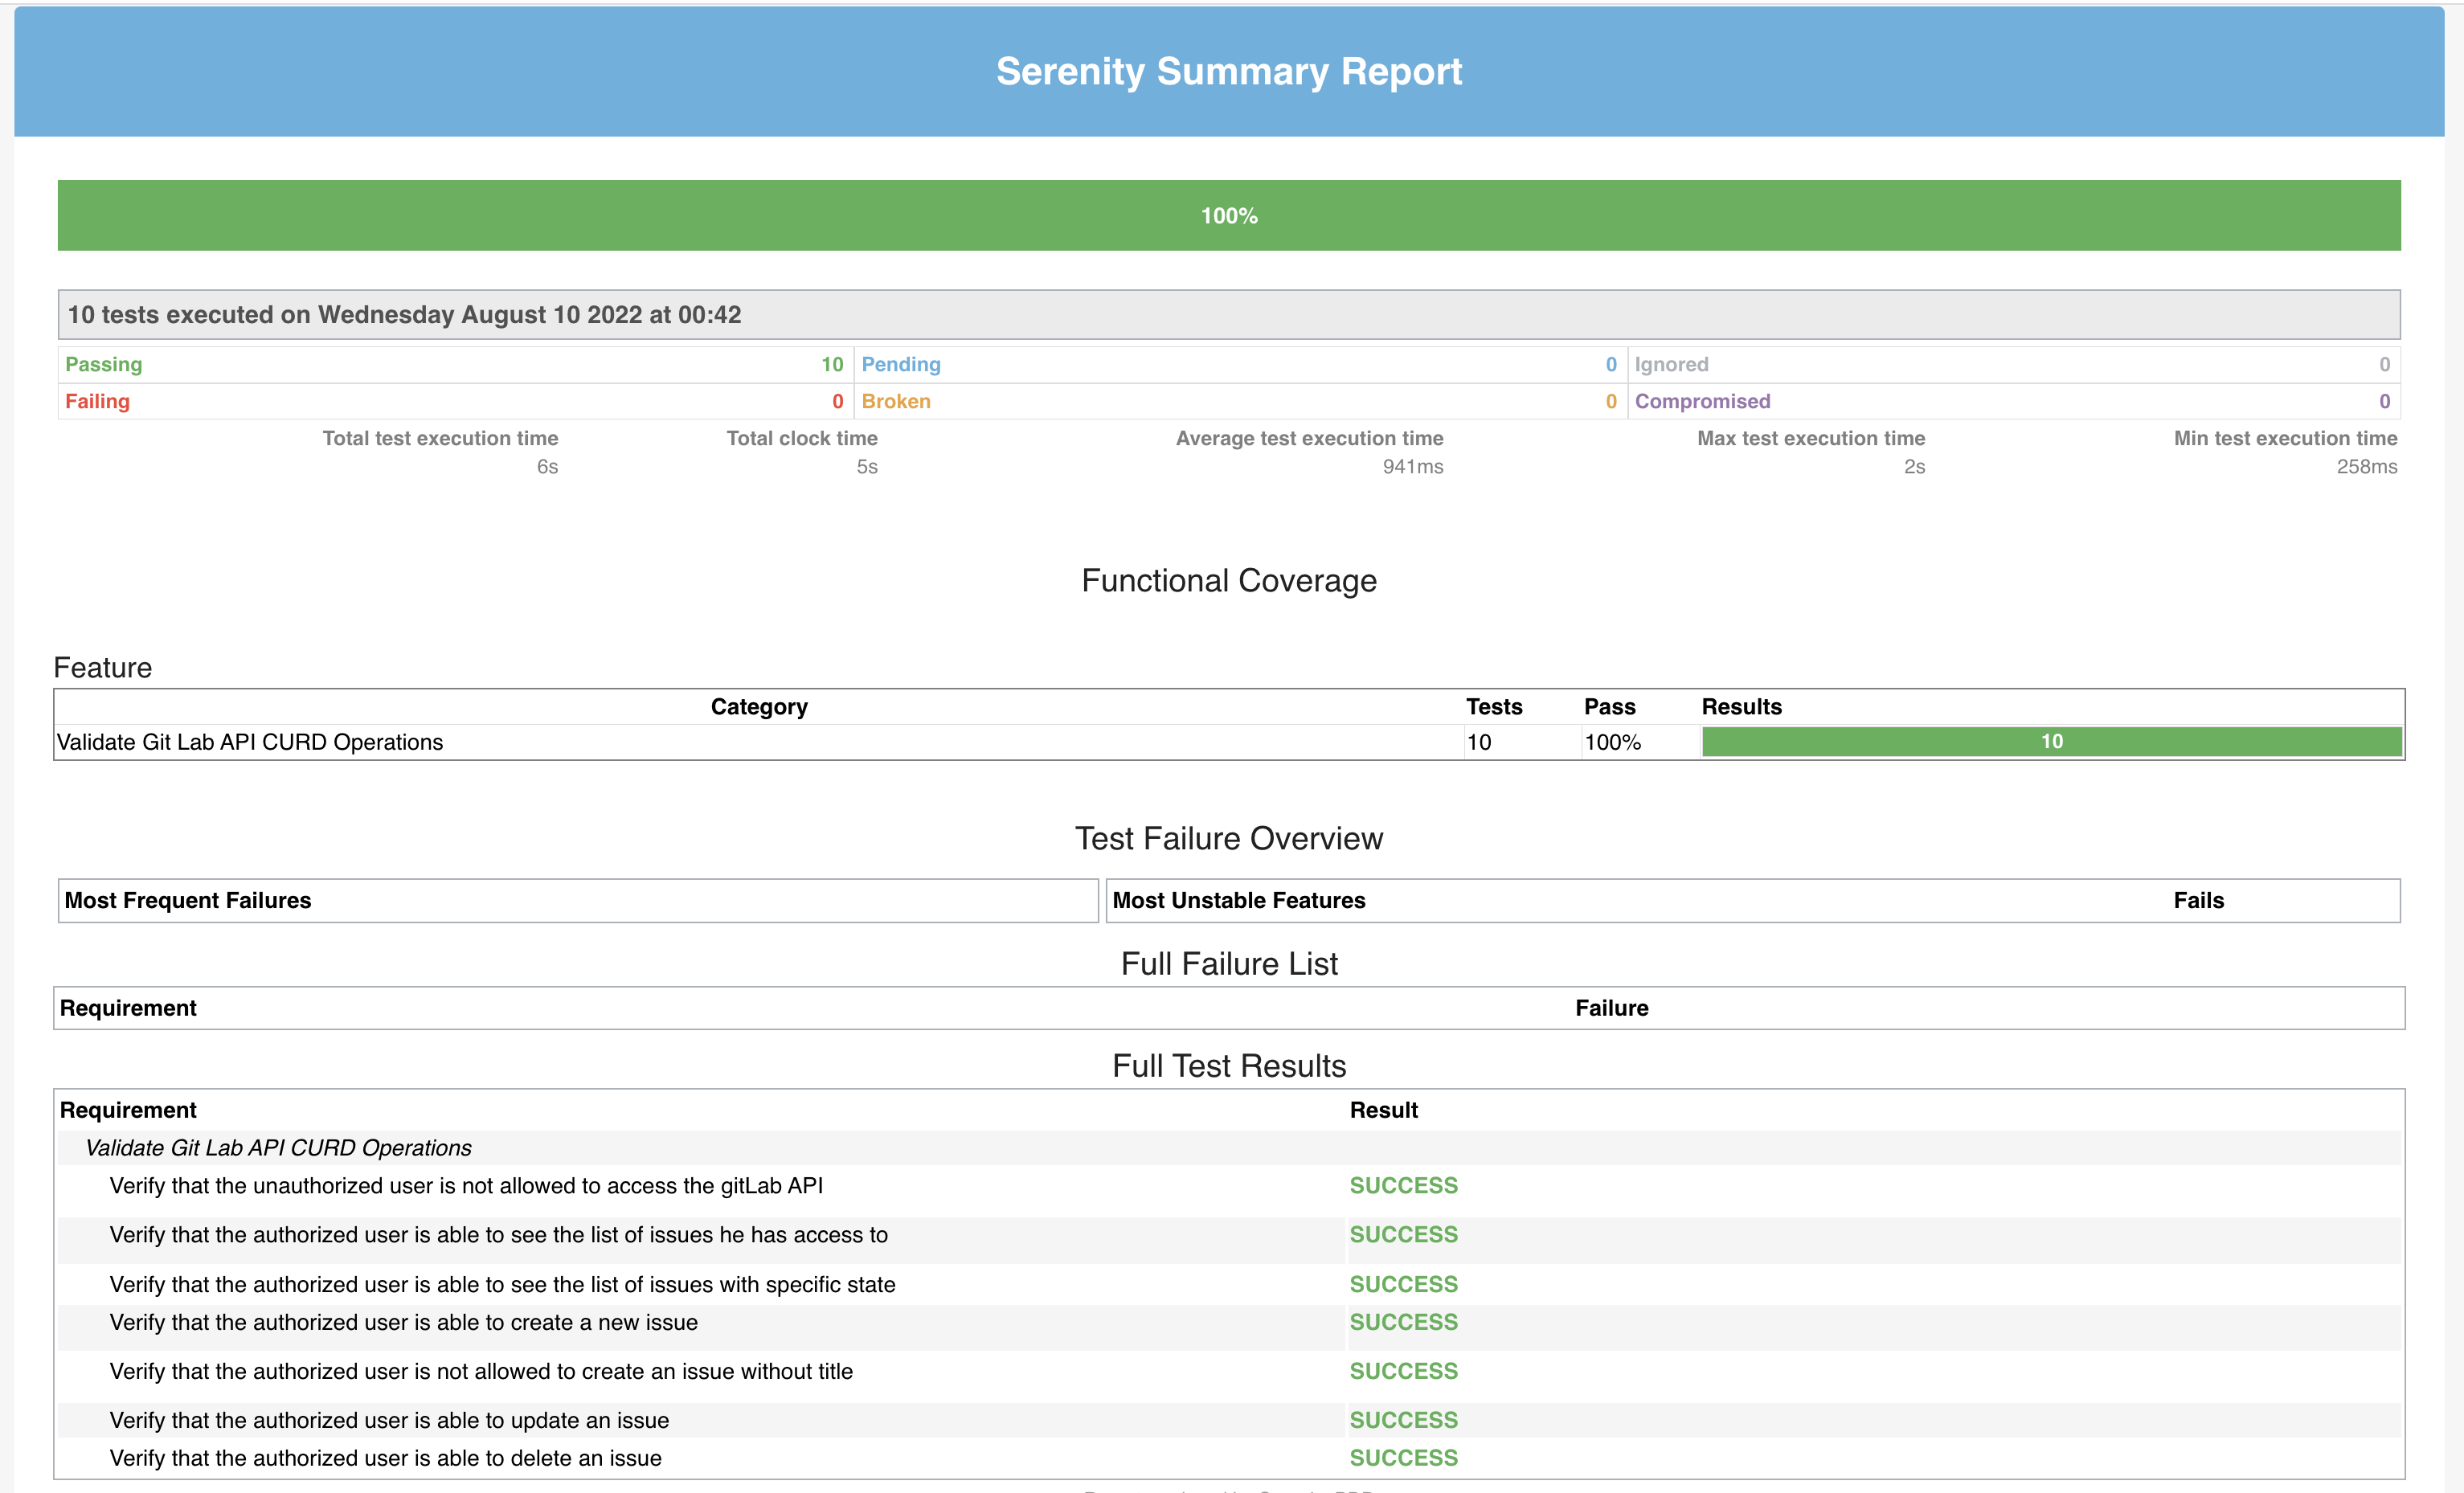 Serenity Summary Report
100%
10 tests executed on Wednesday August 10 2022 at 00:42
Passing 10 Pending 0 Ignored 0
Failing 0 Broken 0 Compromised 0
Total test execution time Total clock time Average test execution time Max test execution time Min test execution time
6s 5s 941ms 2s 258ms
Functional Coverage
Feature
Category Tests Pass Results
Validate Git Lab API CURD Operations 10 100% 10
Test Failure Overview
Most Frequent Failures Most Unstable Features Fails
Full Failure List
Requirement Failure
Full Test Results
Requirement Result
Validate Git Lab API CURD Operations
Verify that the unauthorized user is not allowed to access the gitLab API SUCCESS
Verify that the authorized user is able to see the list of issues he has access to SUCCESS
Verify that the authorized user is able to see the list of issues with specific state SUCCESS
Verify that the authorized user is able to create a new issue SUCCESS
Verify that the authorized user is not allowed to create an issue without title SUCCESS
Verify that the authorized user is able to update an issue SUCCESS
Verify that the authorized user is able to delete an issue SUCCESS